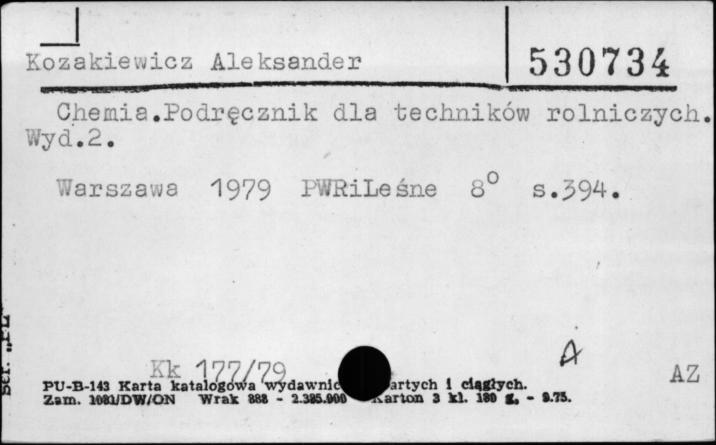 Kozakiewicz Aleksander
530734
Chemia.Podręcznik dla techników rolniczych.
Wyd.2.
Warszawa 1979 PWRiLeśne 8° s.394.
Kk 177/79
A
AZ
PU-B-143 Karta katalogowa wydawnic artych i ciągłych.
Zam. 1081/DW/ON Wrak 888 - 2.385.000 Karton 3 kl. 180 g. - 9.75.